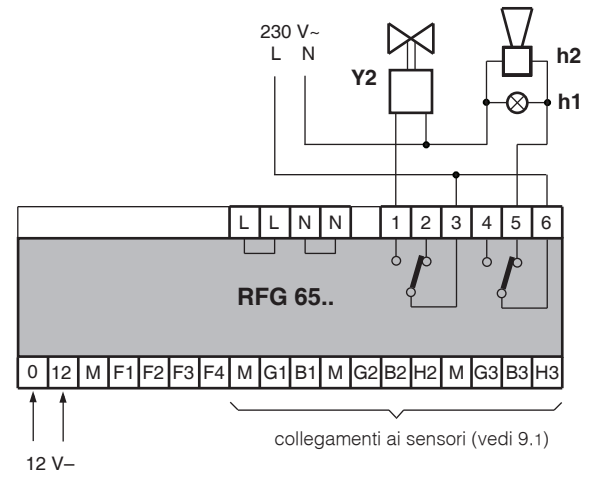 230 V~
L N
Y2
h2
h1
L L N N 1 2 3 4 5 6
RFG 65..
0 12 M F1 F2 F3 F4 M G1 B1 M G2 B2 H2 M G3 B3 H3
collegamenti ai sensori (vedi 9.1)
12 V–